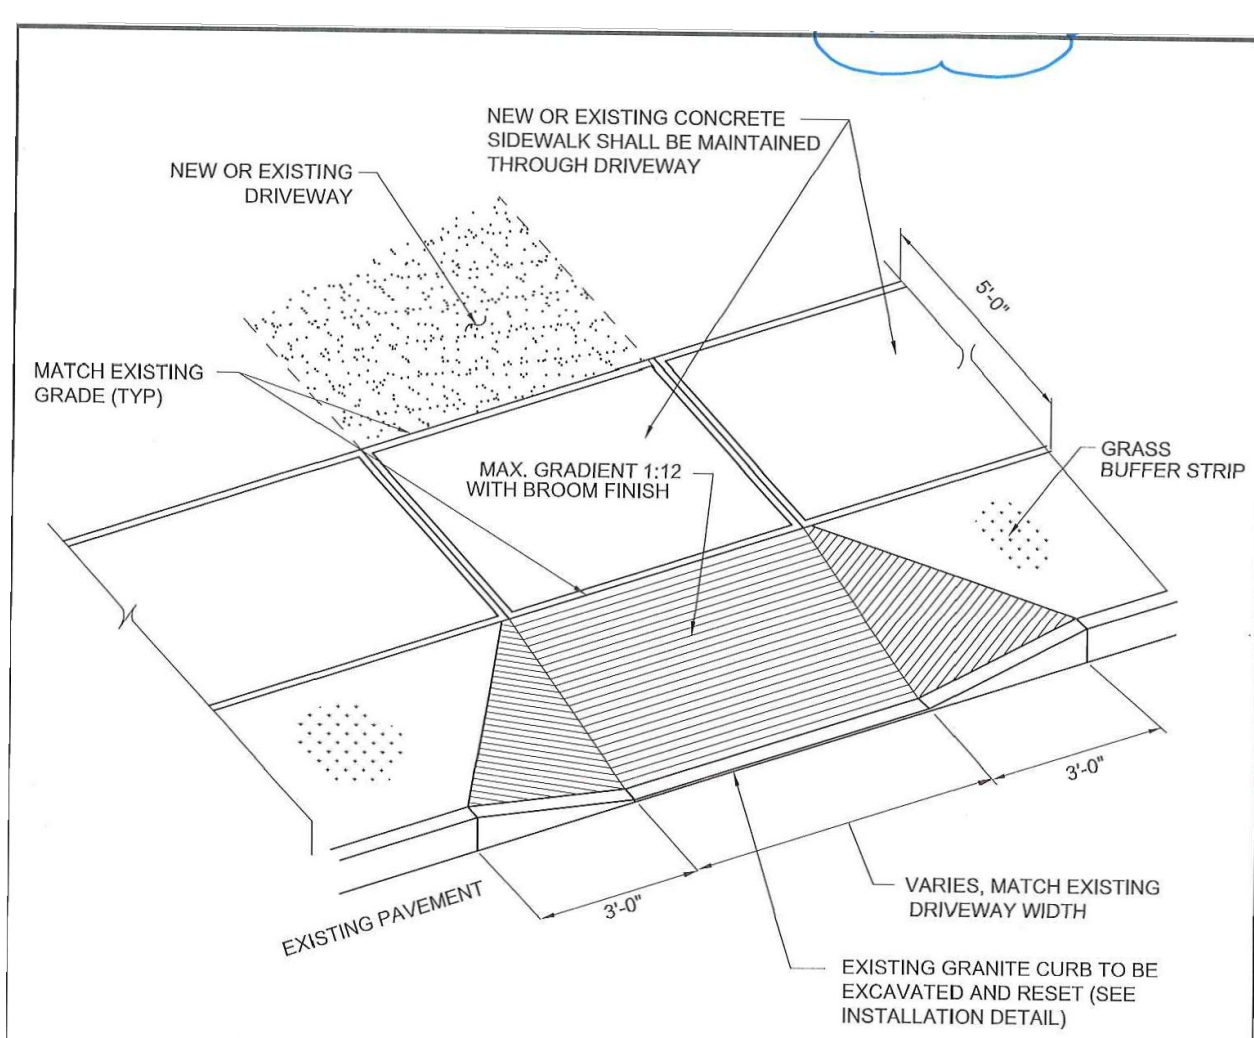 NEW OR EXISTING CONCRETE
SIDEWALK SHALL BE MAINTAINED
THROUGH DRIVEWAY
NEW OR EXISTING
DRIVEWAY
5'-0"
MATCH EXISTING
GRADE (TYP)
GRASS
BUFFER STRIP
MAX. GRADIENT 1:12
WITH BROOM FINISH
3'-0"
VARIES, MATCH EXISTING
DRIVEWAY WIDTH
3'-0"
EXISTING PAVEMENT
EXISTING GRANITE CURB TO BE
EXCAVATED AND RESET (SEE
INSTALLATION DETAIL)